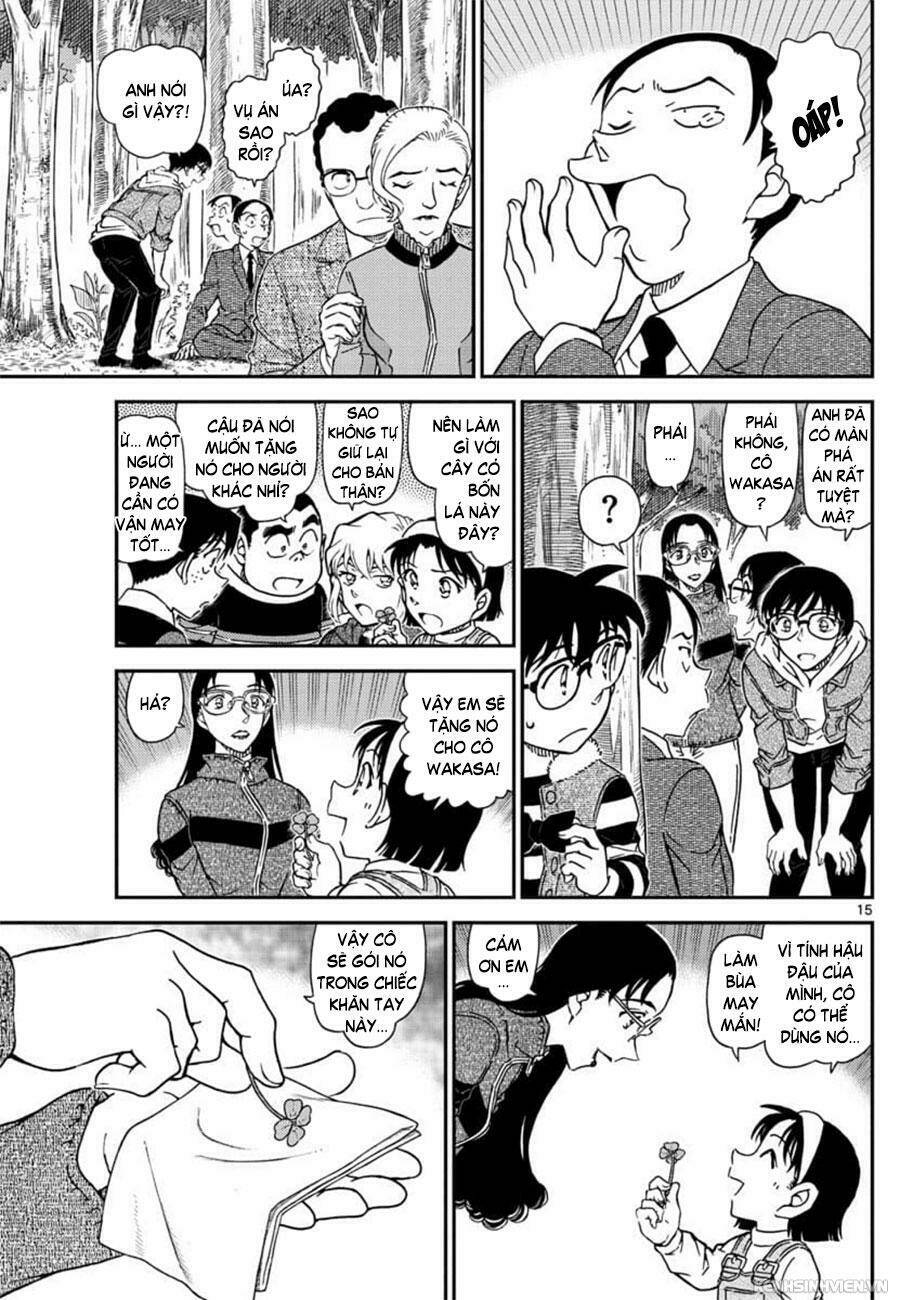 OÁP!
ỦA?
VỤ ÁN
SAO
RỒI?
ANH NÓI
GÌ VẬY?!
ANH ĐÃ
CÓ MÀN
PHÁ
ÁN RẤT
TUYỆT
MÀ?
PHẢI
KHÔNG,
CÔ
WAKASA
?
PHẢI
...
?
NÊN LÀM
GÌ VỚI
CÂY CỎ
BỐN
LÁ NÀY
ĐÂY?
SAO
KHÔNG TỰ
GIỮ LẠI
CHO BẢN
THÂN?
CẬU ĐÃ NÓI
MUỐN TẶNG
NÓ CHO NGƯỜI
KHÁC NHỈ?
Ừ... MỘT
NGƯỜI
ĐANG
CẦN CÓ
VẬN MAY
TỐT...
VẬY EM SẼ
TẶNG NÓ
CHO CÔ
WAKASA!
HẢ?
15
VÌ TÍNH HẬU
ĐẬU CỦA
MÌNH, CÔ
CÓ THỂ
DÙNG NÓ...
LÀM
BÙA
MAY
MẮN!
CẢM
ƠN EM
...
VẬY CÔ
SẼ GÓI NÓ
TRONG CHIẾC
KHĂN TAY
NÀY...
KENHSINHVIEN.VN